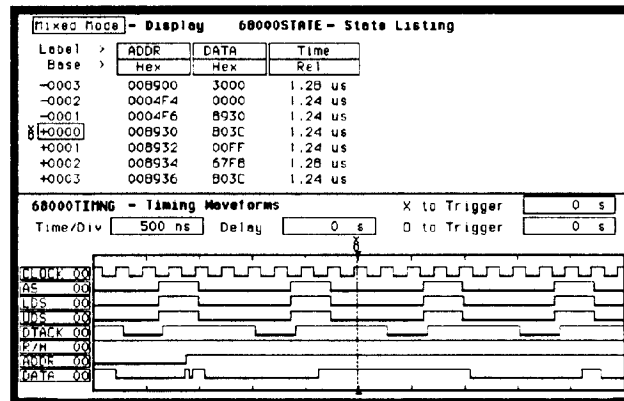 Mixed Mode - Display 68000STATE - State Listing
Label > ADDR DATA Time
Base > Hex Hex Rel
-0003 008900 3000 1.28 us
-0002 0004F4 0000 1.24 us
-0001 0004F6 8930 1.24 us
+0000 008930 B03C 1.24 us
+0001 008932 00FF 1.24 us
+0002 008934 67F8 1.28 us
+0003 008936 B03C 1.24 us
68000TIMNG - Timing Waveforms X to Trigger 0 s
Time/Div 500 ns Delay 0 s O to Trigger 0 s
CLOCK 00
AS 00
LDS 00
UDS 00
DTACK 00
R/W 00
ADDR 00
DATA 00